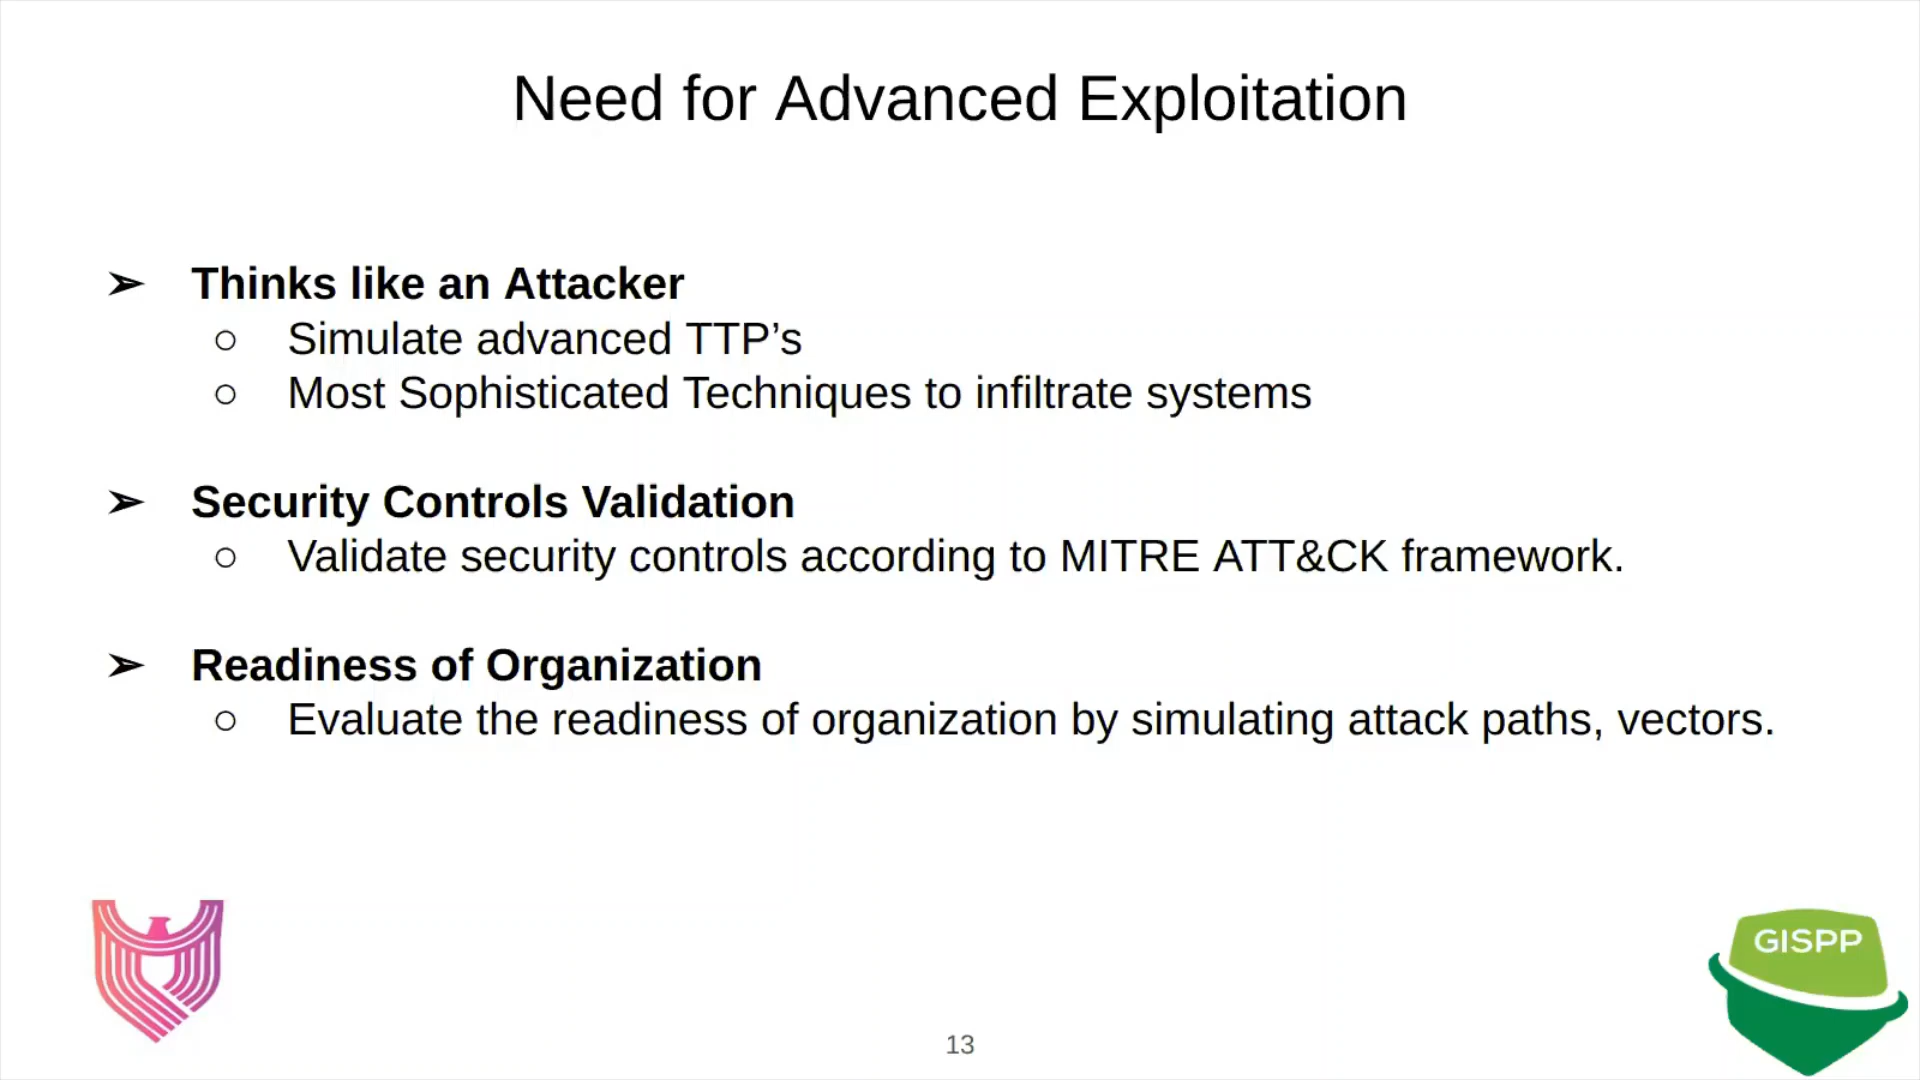 Need for Advanced Exploitation
➢ Thinks like an Attacker
○ Simulate advanced TTP’s
○ Most Sophisticated Techniques to infiltrate systems
➢ Security Controls Validation
○ Validate security controls according to MITRE ATT&CK framework.
➢ Readiness of Organization
○ Evaluate the readiness of organization by simulating attack paths, vectors.
GISPP
13